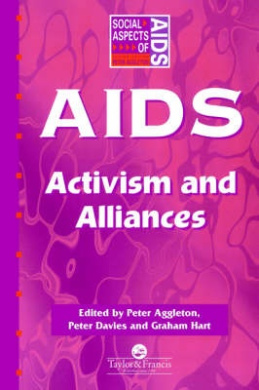 SOCIAL
ASPECTS
OF
AIDS
AIDS
Activism and
Alliances
Edited by Peter Aggleton,
Peter Davies and Graham Hart
Taylor & Francis